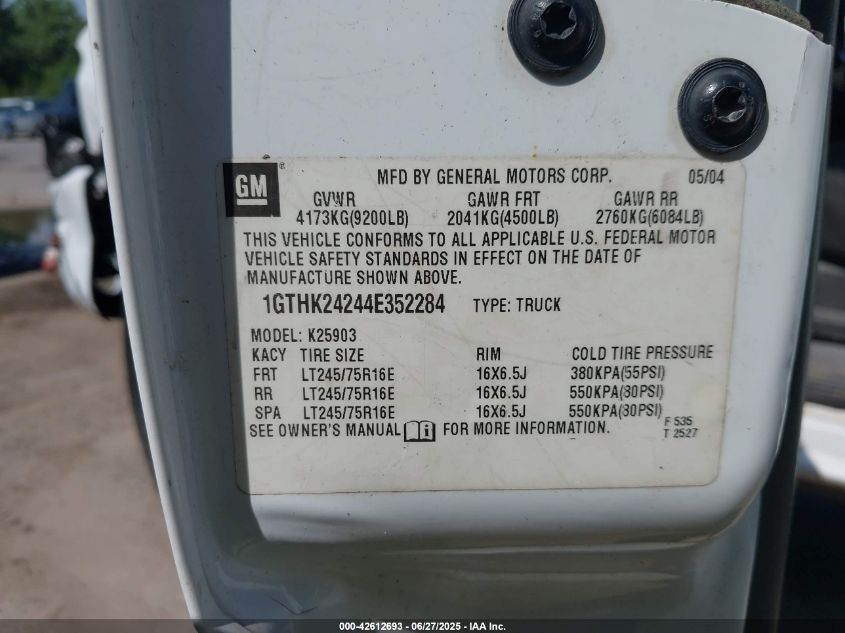 GM
®
MFD BY GENERAL MOTORS CORP. 05/04
GVWR GAWR FRT GAWR RR
4173KG(9200LB) 2041KG(4500LB) 2760KG(6084LB)
THIS VEHICLE CONFORMS TO ALL APPLICABLE U.S. FEDERAL MOTOR
VEHICLE SAFETY STANDARDS IN EFFECT ON THE DATE OF
MANUFACTURE SHOWN ABOVE.
1GTHK24244E352284 TYPE: TRUCK
MODEL: K25903
KACY TIRE SIZE RIM COLD TIRE PRESSURE
FRT LT245/75R16E 16X6.5J 380KPA(55PSI)
RR LT245/75R16E 16X6.5J 550KPA(80PSI)
SPA LT245/75R16E 16X6.5J 550KPA(80PSI)
SEE OWNER'S MANUAL FOR MORE INFORMATION.
F 535
T 2527
000-42612693 | 06/27/2025 - IAA Inc.